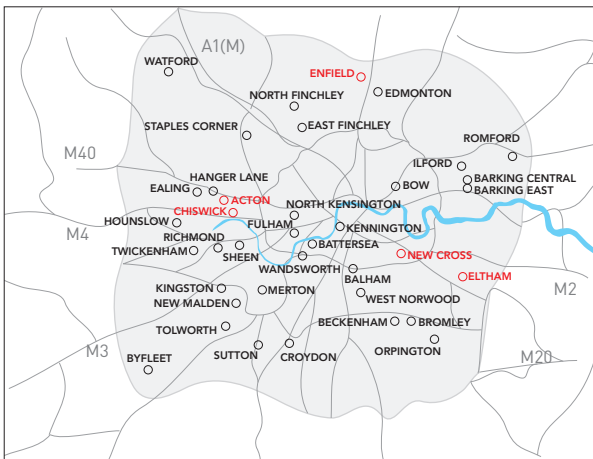 A1(M)
WATFORD
ENFIELD
EDMONTON
NORTH FINCHLEY
STAPLES CORNER
EAST FINCHLEY
ROMFORD
M40
ILFORD
HANGER LANE
BARKING CENTRAL
EALING
BOW
BARKING EAST
ACTON
NORTH KENSINGTON
CHISWICK
HOUNSLOW
FULHAM
KENNINGTON
M4
RICHMOND
BATTERSEA
TWICKENHAM
SHEEN
NEW CROSS
WANDSWORTH
BALHAM
ELTHAM
KINGSTON
MERTON
M2
NEW MALDEN
WEST NORWOOD
TOLWORTH
BECKENHAM
BROMLEY
M3
SUTTON
CROYDON
ORPINGTON
M20
BYFLEET